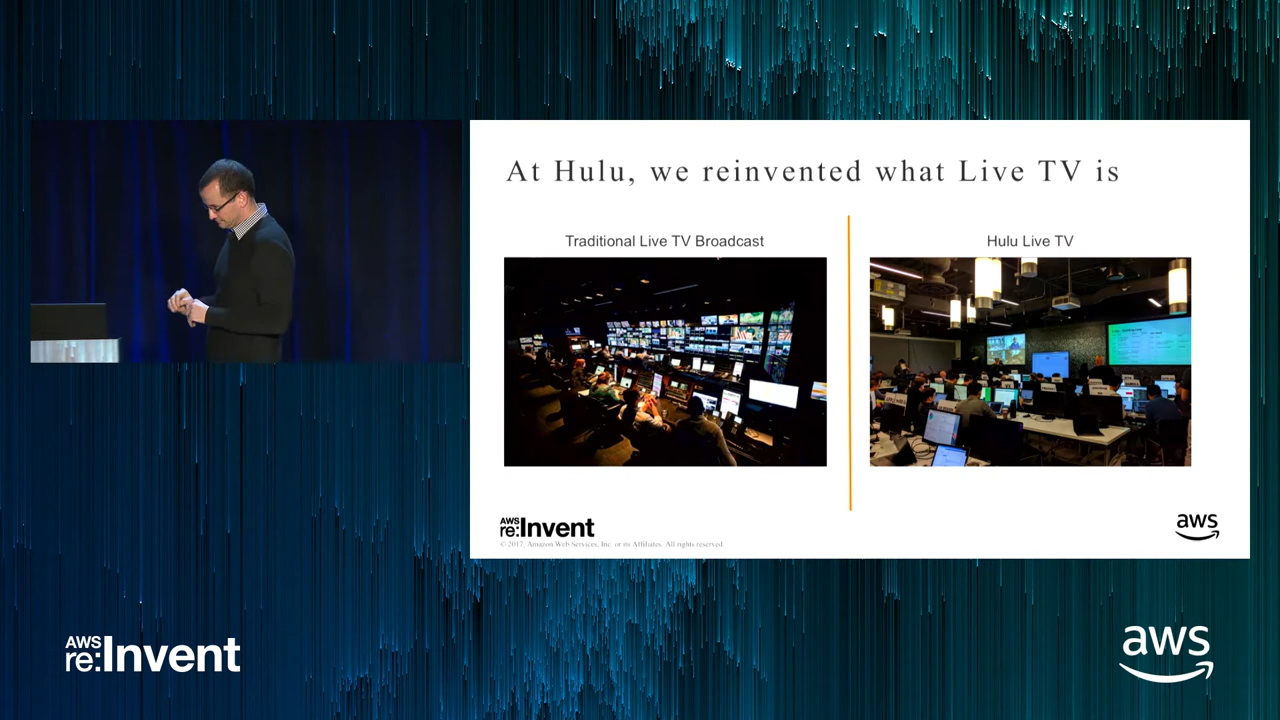 At Hulu, we reinvented what Live TV is
Traditional Live TV Broadcast
Hulu Live TV
AWS
re:Invent
© 2017, Amazon Web Services, Inc. or its Affiliates. All rights reserved.
aws
AWS
re:Invent
aws